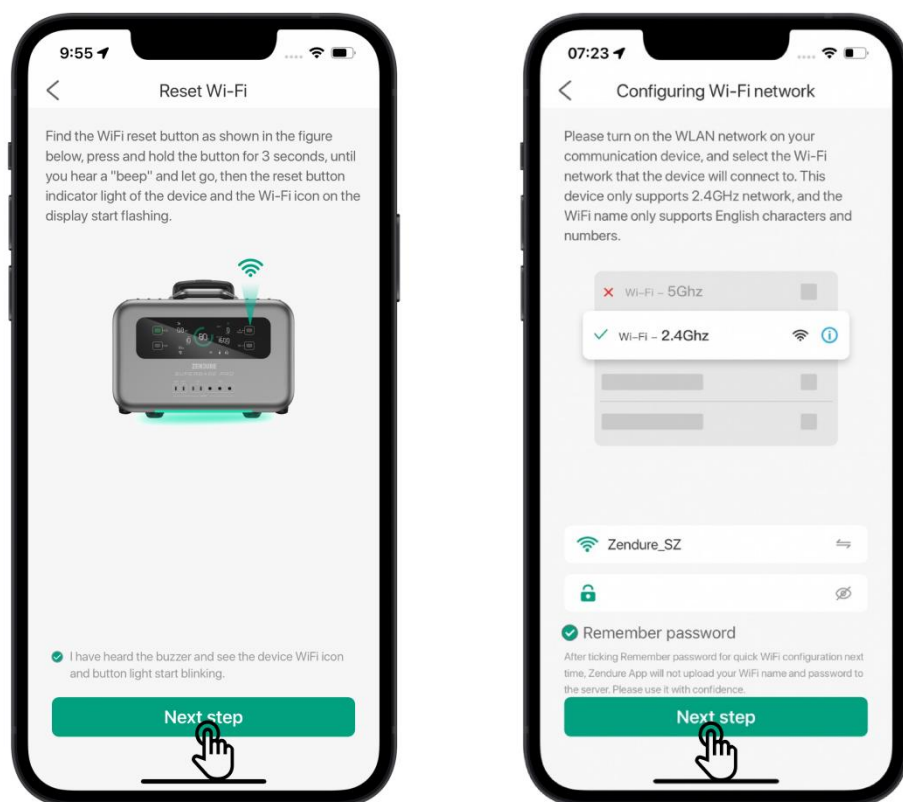 9:55
Reset Wi-Fi
Find the WiFi reset button as shown in the figure
below, press and hold the button for 3 seconds, until
you hear a "beep" and let go, then the reset button
indicator light of the device and the Wi-Fi icon on the
display start flashing.
I have heard the buzzer and see the device WiFi icon
and button light start blinking.
Next step
07:23
Configuring Wi-Fi network
Please turn on the WLAN network on your
communication device, and select the Wi-Fi
network that the device will connect to. This
device only supports 2.4GHz network, and the
WiFi name only supports English characters and
numbers.
Wi-Fi - 5Ghz
Wi-Fi - 2.4Ghz
Zendure_SZ
Remember password
After ticking Remember password for quick WiFi configuration next
time, Zendure App will not upload your WiFi name and password to
the server. Please use it with confidence.
Next step